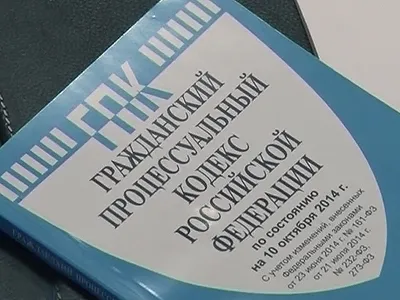 ГПК
ГРАЖДАНСКИЙ
ПРОЦЕССУАЛЬНЫЙ
КОДЕКС
РОССИЙСКОЙ
ФЕДЕРАЦИИ
по состоянию
на 10 октября 2014 г.
С учетом изменений, внесенных
Федеральными законами
от 23 июня 2014 г. № 161-ФЗ
от 21 июля 2014 г.
№ 232-ФЗ,
273-ФЗ